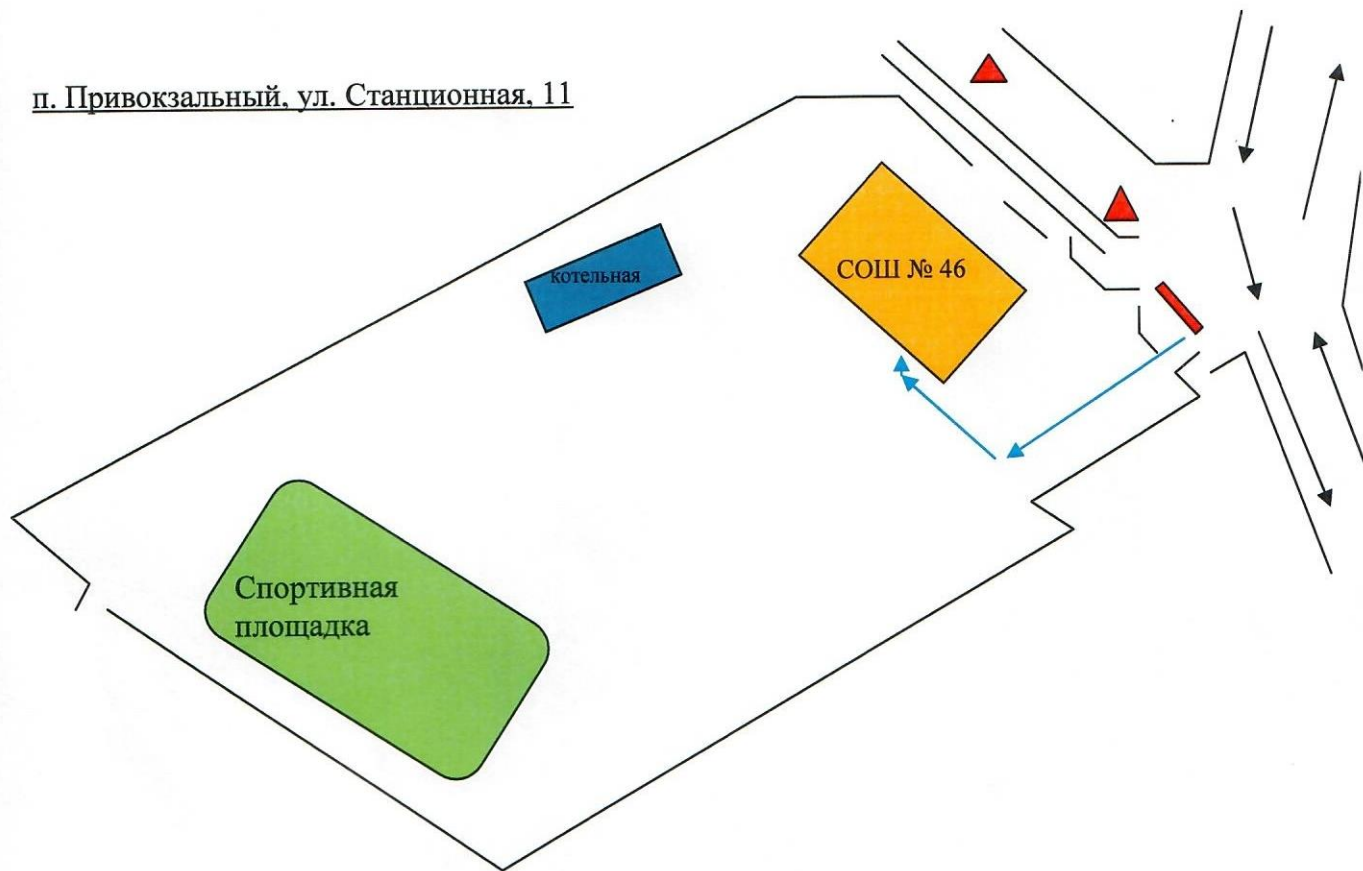 п. Привокзальный, ул. Станционная, 11
котельная
СОШ № 46
Спортивная
площадка